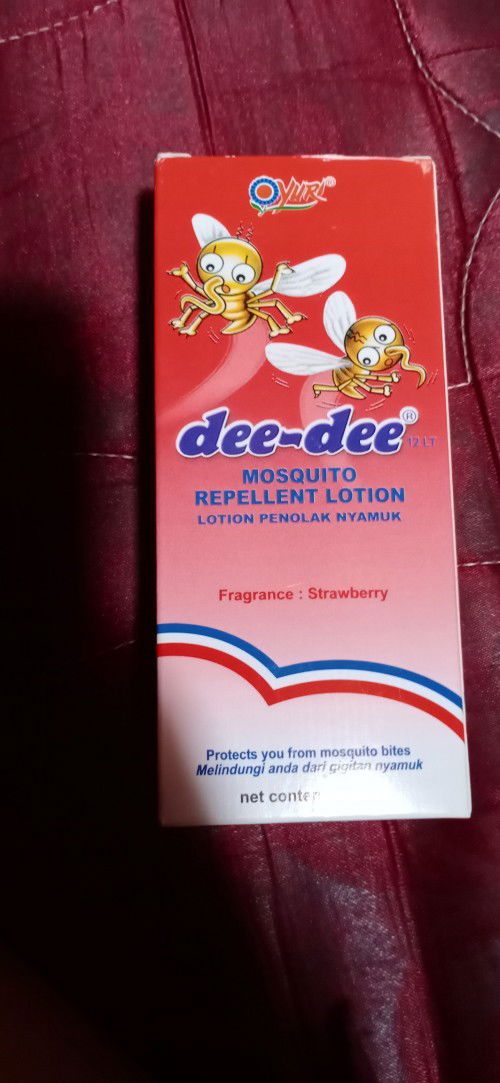 YURI®
dee-dee®
12 LT
MOSQUITO
REPELLENT LOTION
LOTION PENOLAK NYAMUK
Fragrance : Strawberry
Protects you from mosquito bites
Melindungi anda dari gigitan nyamuk
net